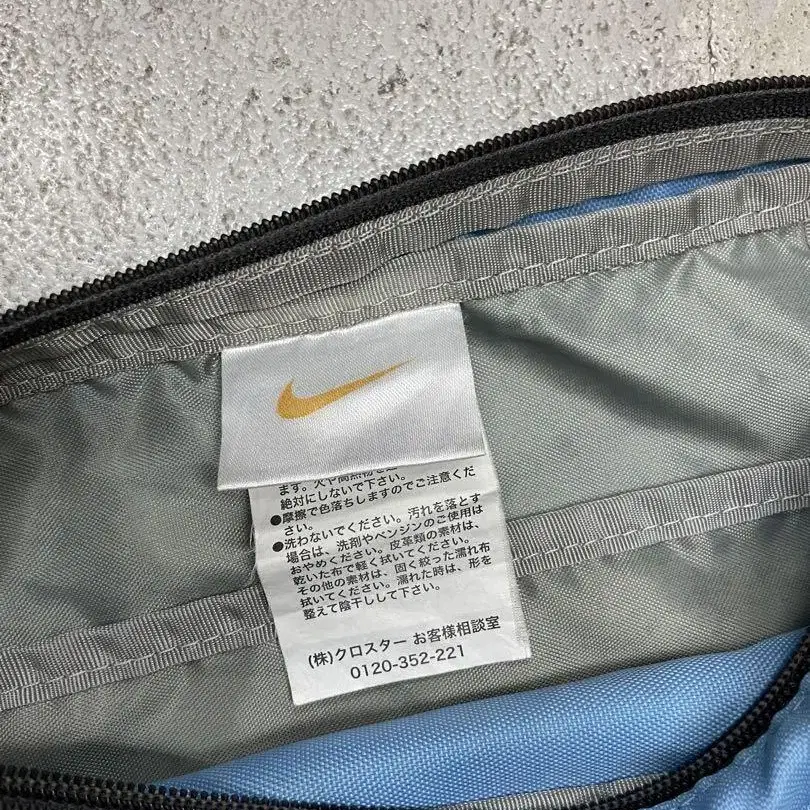 ます。火や高熱物を近
絶対にしないで下さい。
●摩擦で色落ちしますのでご注意くだ
さい。
●洗わないでください。汚れを落とす
場合は、洗剤やベンジンのご使用は
おやめください。皮革類の素材は、
乾いた布で軽く拭いてください。
その他の素材は、固く絞った濡れ布
拭いてください。濡れた時は、形を
整えて陰干しして下さい。
(株)クロスター お客様相談室
0120-352-221